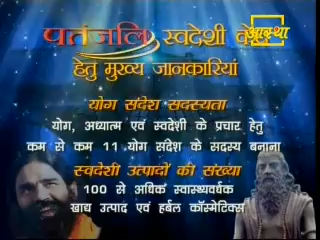 पतंजलि स्वदेशी
आस्था
हेतु मुख्य जानकारियां
योग संदेश सदस्यता
योग, अध्यात्म एवं स्वदेशी के प्रचार हेतु
कम से कम 11 योग संदेश के सदस्य बनाना
स्वदेशी उत्पादों की संख्या
100 से अधिक स्वास्थ्यवर्धक
खाद्य उत्पाद एवं हर्बल कॉस्मेटिक्स